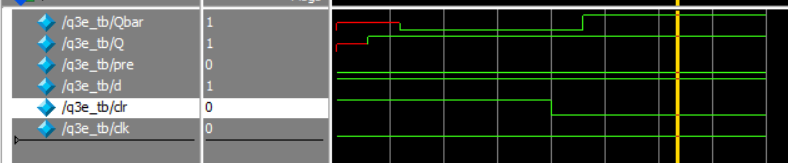 /q3e_tb/Qbar 1
/q3e_tb/Q 1
/q3e_tb/pre 0
/q3e_tb/d 1
/q3e_tb/clr 0
/q3e_tb/clk 0